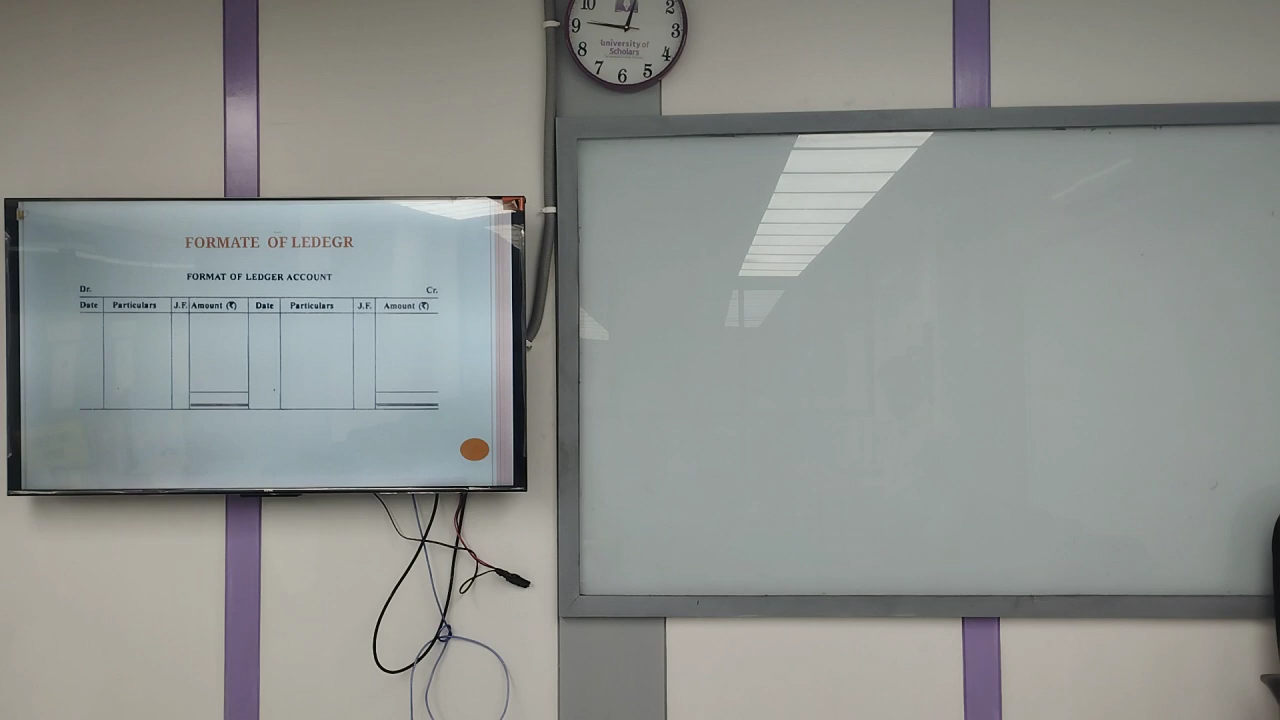 10 2
9 3
8 4
7 6 5
University of
Scholars
FORMATE OF LEDEGR
FORMAT OF LEDGER ACCOUNT
Dr. Cr.
Date Particulars J.F. Amount (₹) Date Particulars J.F. Amount (₹)